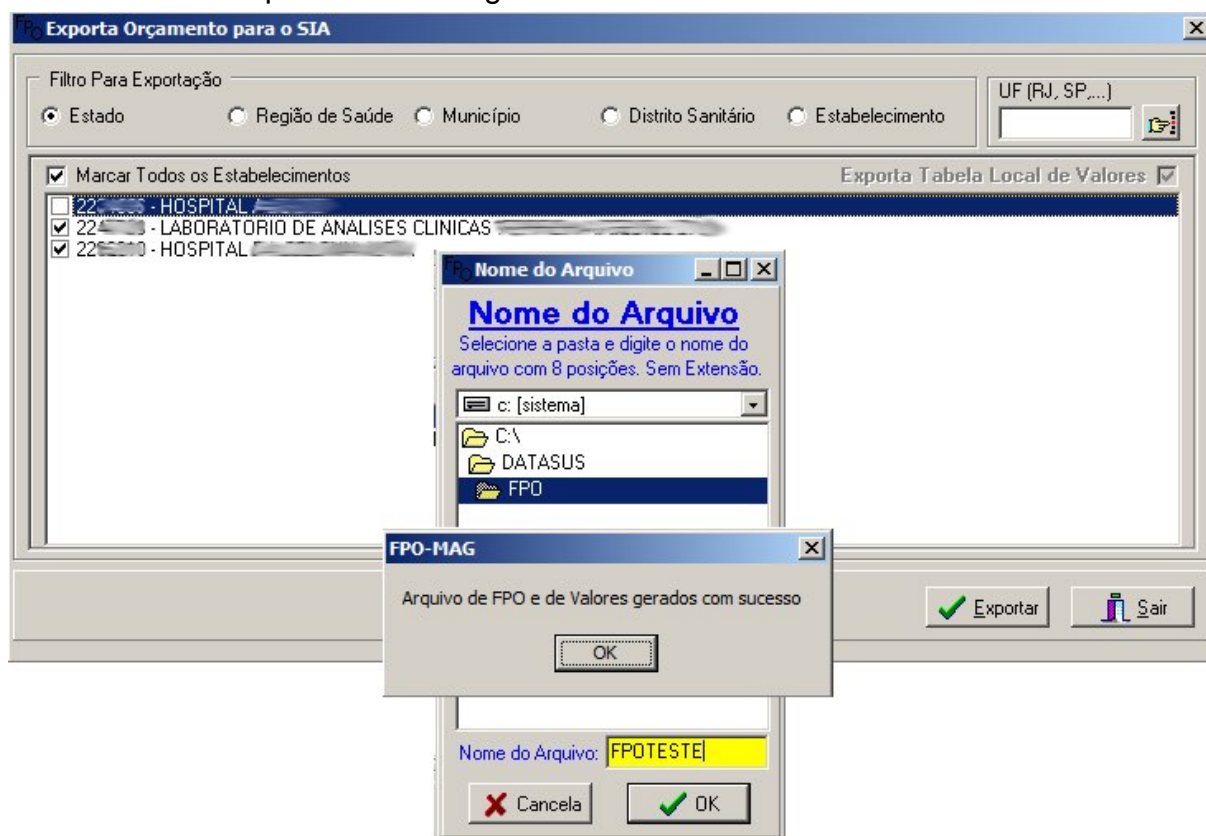 FPO Exporta Orçamento para o SIA
Filtro Para Exportação
Estado Região de Saúde Município Distrito Sanitário Estabelecimento
UF (RJ, SP,...)
Marcar Todos os Estabelecimentos
Exporta Tabela Local de Valores
- HOSPITAL
- LABORATORIO DE ANALISES CLINICAS
- HOSPITAL
FPO Nome do Arquivo
Nome do Arquivo
Selecione a pasta e digite o nome do
arquivo com 8 posições. Sem Extensão.
c: [sistema]
C:\
DATASUS
FPO
FPO-MAG
Arquivo de FPO e de Valores gerados com sucesso
OK
Exportar
Sair
Nome do Arquivo: FPOTESTE
Cancela
OK